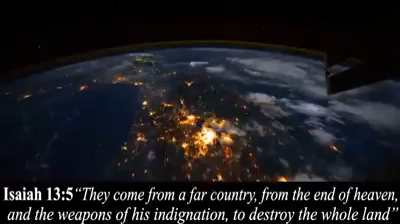 Isaiah 13:5 “They come from a far country, from the end of heaven,
and the weapons of his indignation, to destroy the whole land”